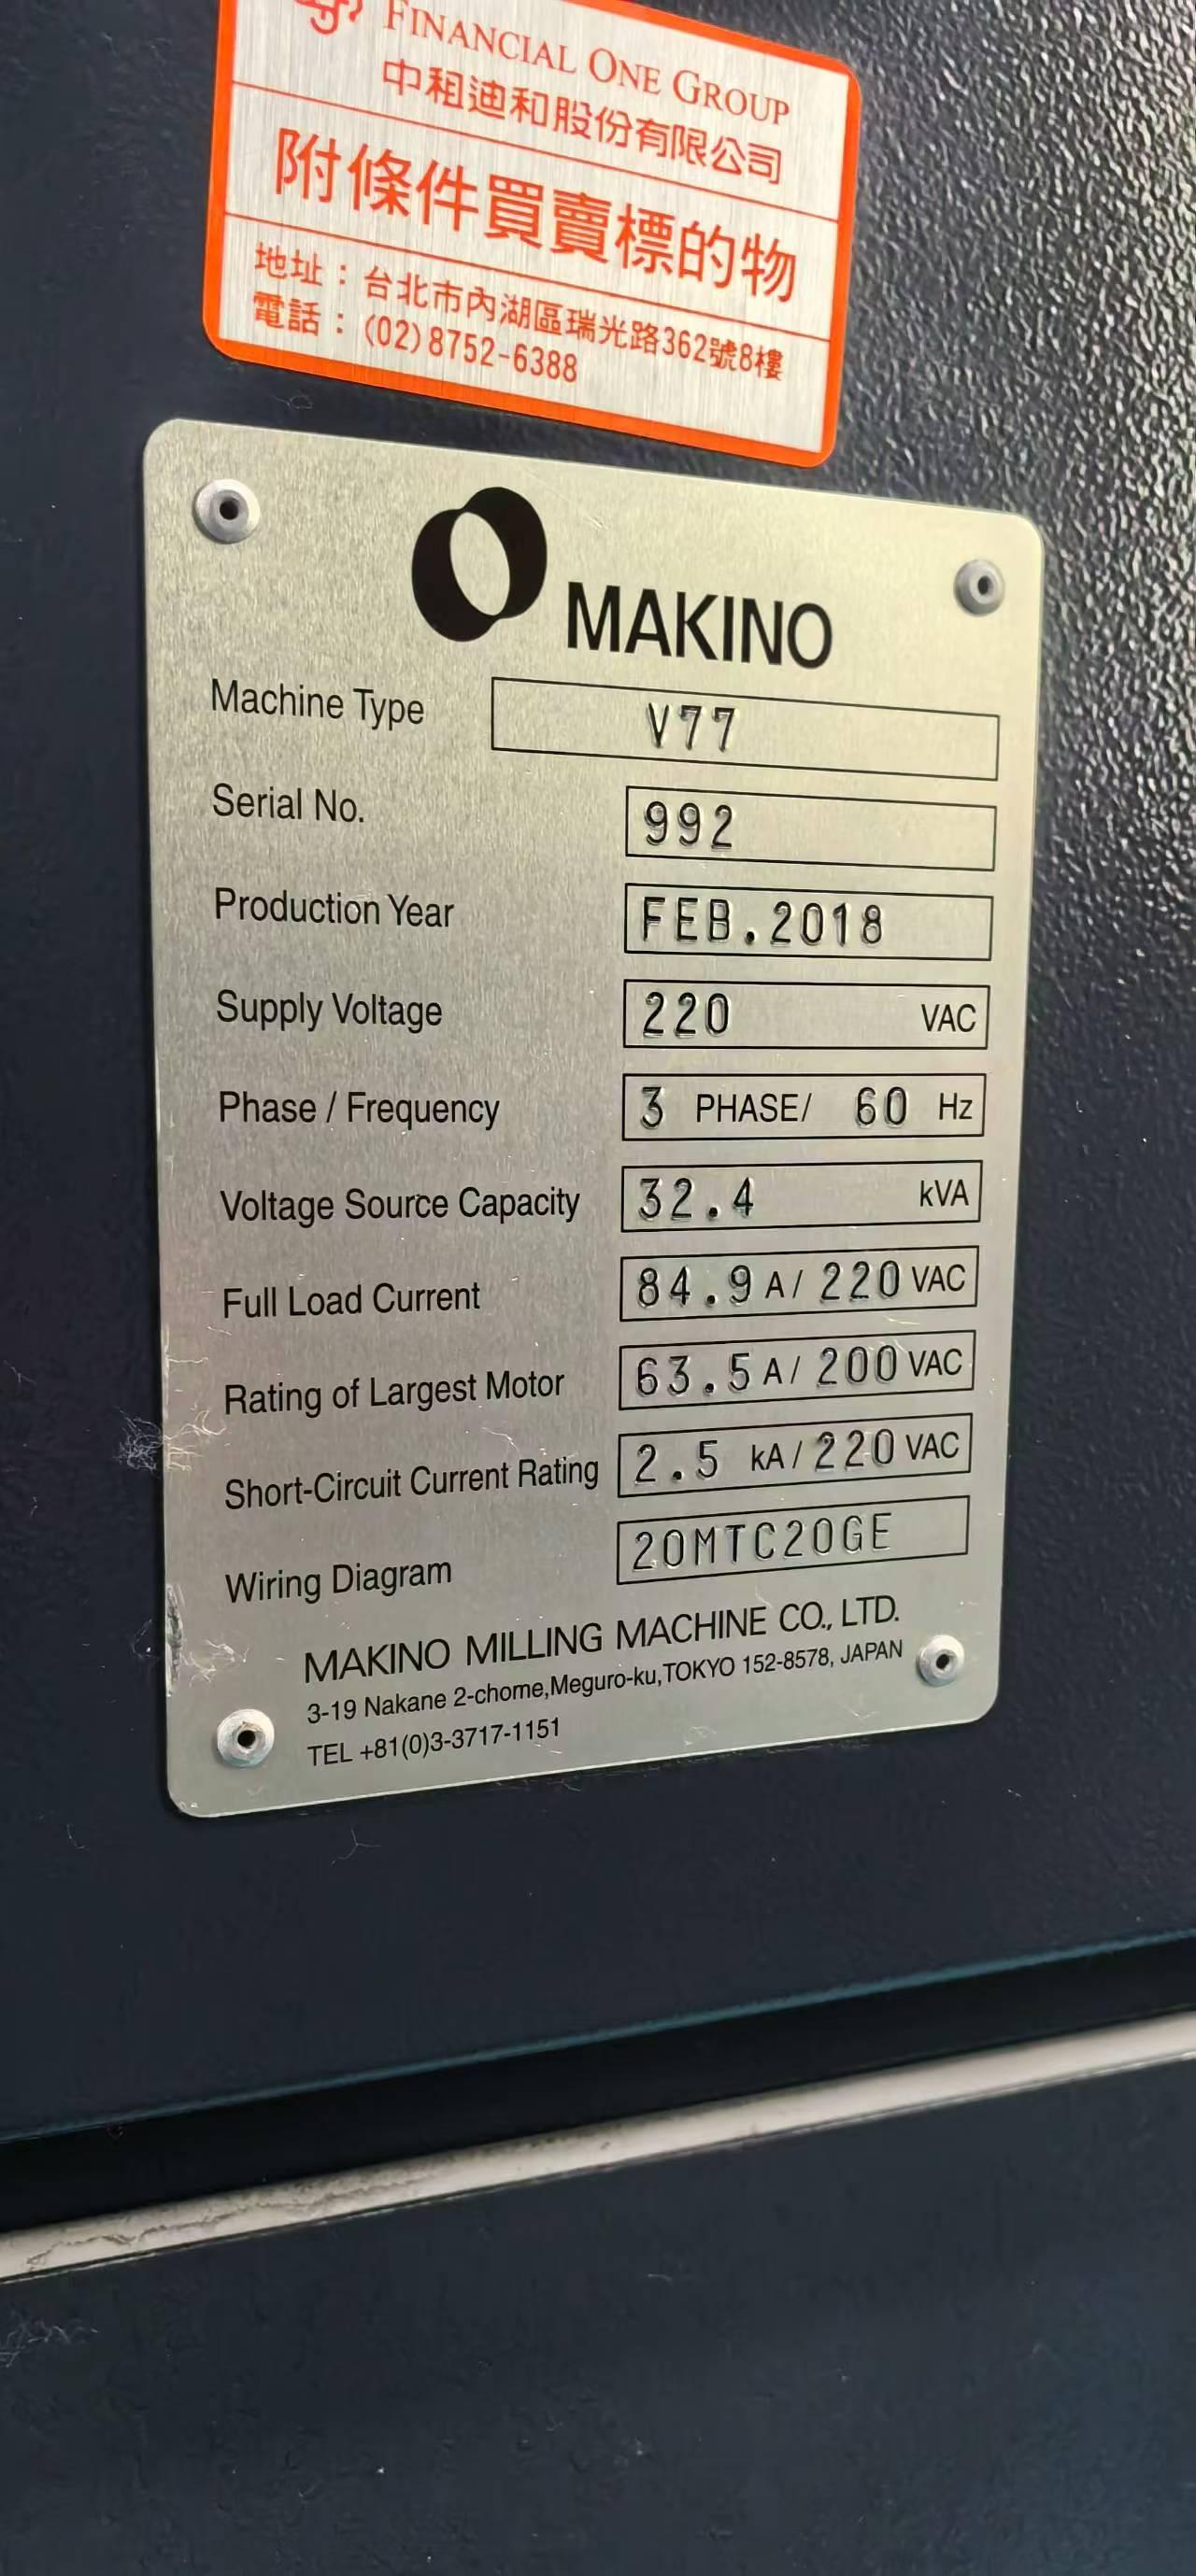 FINANCIAL ONE GROUP
中租迪和股份有限公司
附條件買賣標的物
地址：台北市內湖區瑞光路362號8樓
電話：(02)8752-6388
MAKINO
Machine Type V77
Serial No. 992
Production Year FEB.2018
Supply Voltage 220 VAC
Phase / Frequency 3 PHASE/ 60 Hz
Voltage Source Capacity 32.4 kVA
Full Load Current 84.9 A/ 220 VAC
Rating of Largest Motor 63.5 A/ 200 VAC
Short-Circuit Current Rating 2.5 kA/ 220 VAC
Wiring Diagram 20MTC20GE
MAKINO MILLING MACHINE CO., LTD.
3-19 Nakane 2-chome,Meguro-ku,TOKYO 152-8578, JAPAN
TEL +81(0)3-3717-1151